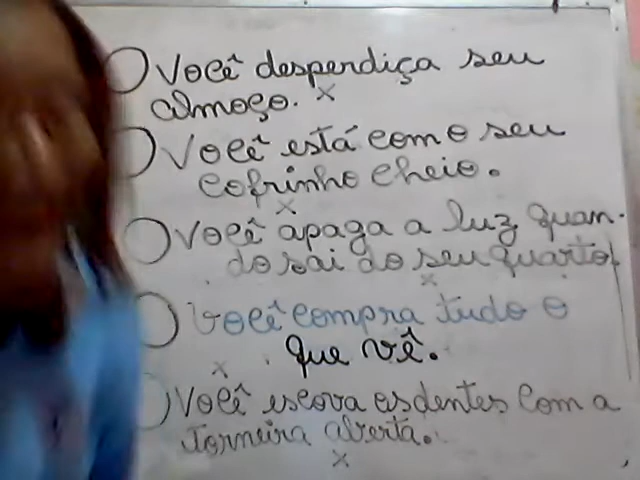 Você desperdiça seu
almoço. x
Você está com o seu
cofrinho cheio.
x
Você apaga a luz quan-
do sai do seu quarto!
x
Você compra tudo o
que vê.
x
Você escova os dentes com a
torneira aberta.
x